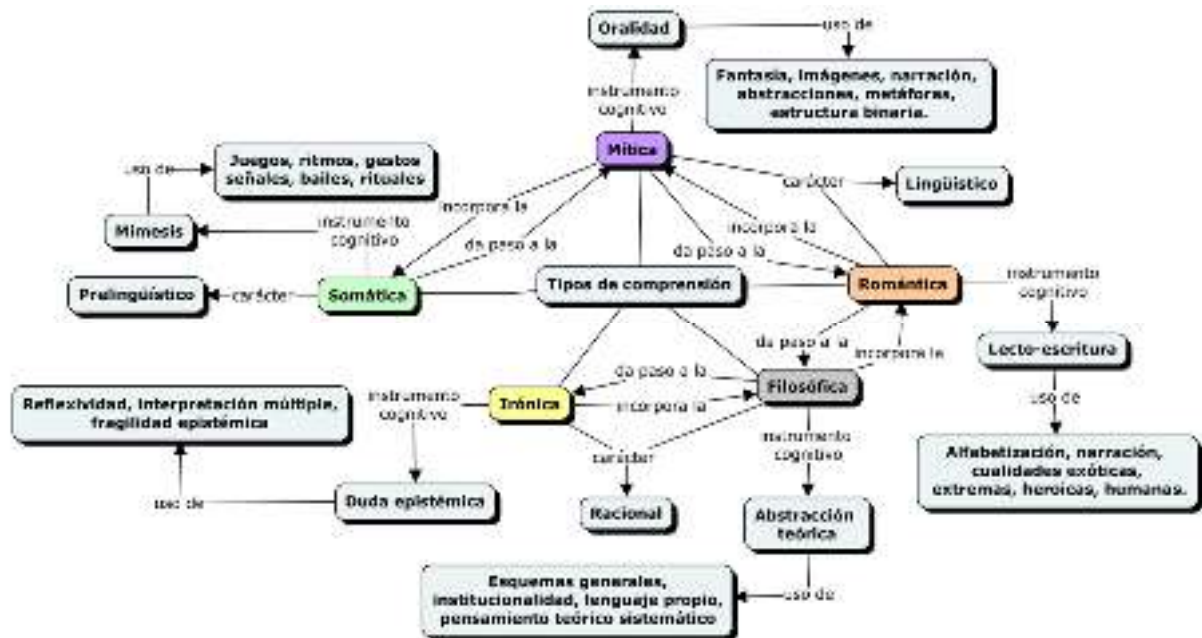 Oralidad
uso de
instrumento
cognitivo
Fantasía, imágenes, narración,
abstracciones, metáforas,
estructura binaria.
Mítica
Juegos, ritmos, gestos
señales, bailes, rituales
uso de
Mimesis
instrumento
cognitivo
incorpora la
da paso a la
carácter
Lingüístico
incorpora la
da paso a la
Prelingüístico
carácter
Somática
Tipos de comprensión
Romántica
instrumento
cognitivo
da paso a la
incorpora la
Lecto-escritura
uso de
Alfabetización, narración,
cualidades exóticas,
extremas, heroicas, humanas.
Reflexividad, interpretación múltiple,
fragilidad epistémica
instrumento
cognitivo
Irónica
da paso a la
incorpora la
Filosófica
carácter
instrumento
cognitivo
uso de
Duda epistémica
Racional
Abstracción
teórica
Esquemas generales,
institucionalidad, lenguaje propio,
pensamiento teórico sistemático
uso de